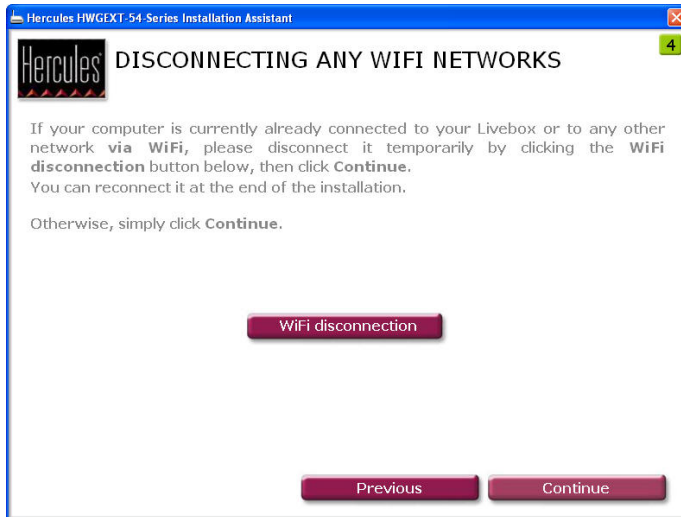 Hercules HWGEXT-54-Series Installation Assistant
4
Hercules
DISCONNECTING ANY WIFI NETWORKS
If your computer is currently already connected to your Livebox or to any other
network via WiFi, please disconnect it temporarily by clicking the WiFi
disconnection button below, then click Continue.
You can reconnect it at the end of the installation.
Otherwise, simply click Continue.
WiFi disconnection
Previous
Continue